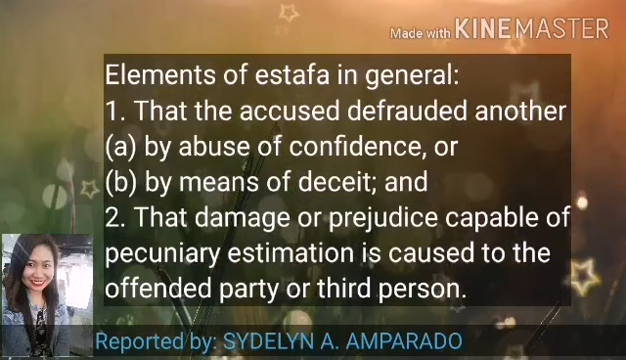 Made with KINEMASTER
Elements of estafa in general:
1. That the accused defrauded another
(a) by abuse of confidence, or
(b) by means of deceit; and
2. That damage or prejudice capable of
pecuniary estimation is caused to the
offended party or third person.
Reported by: SYDELYN A. AMPARADO